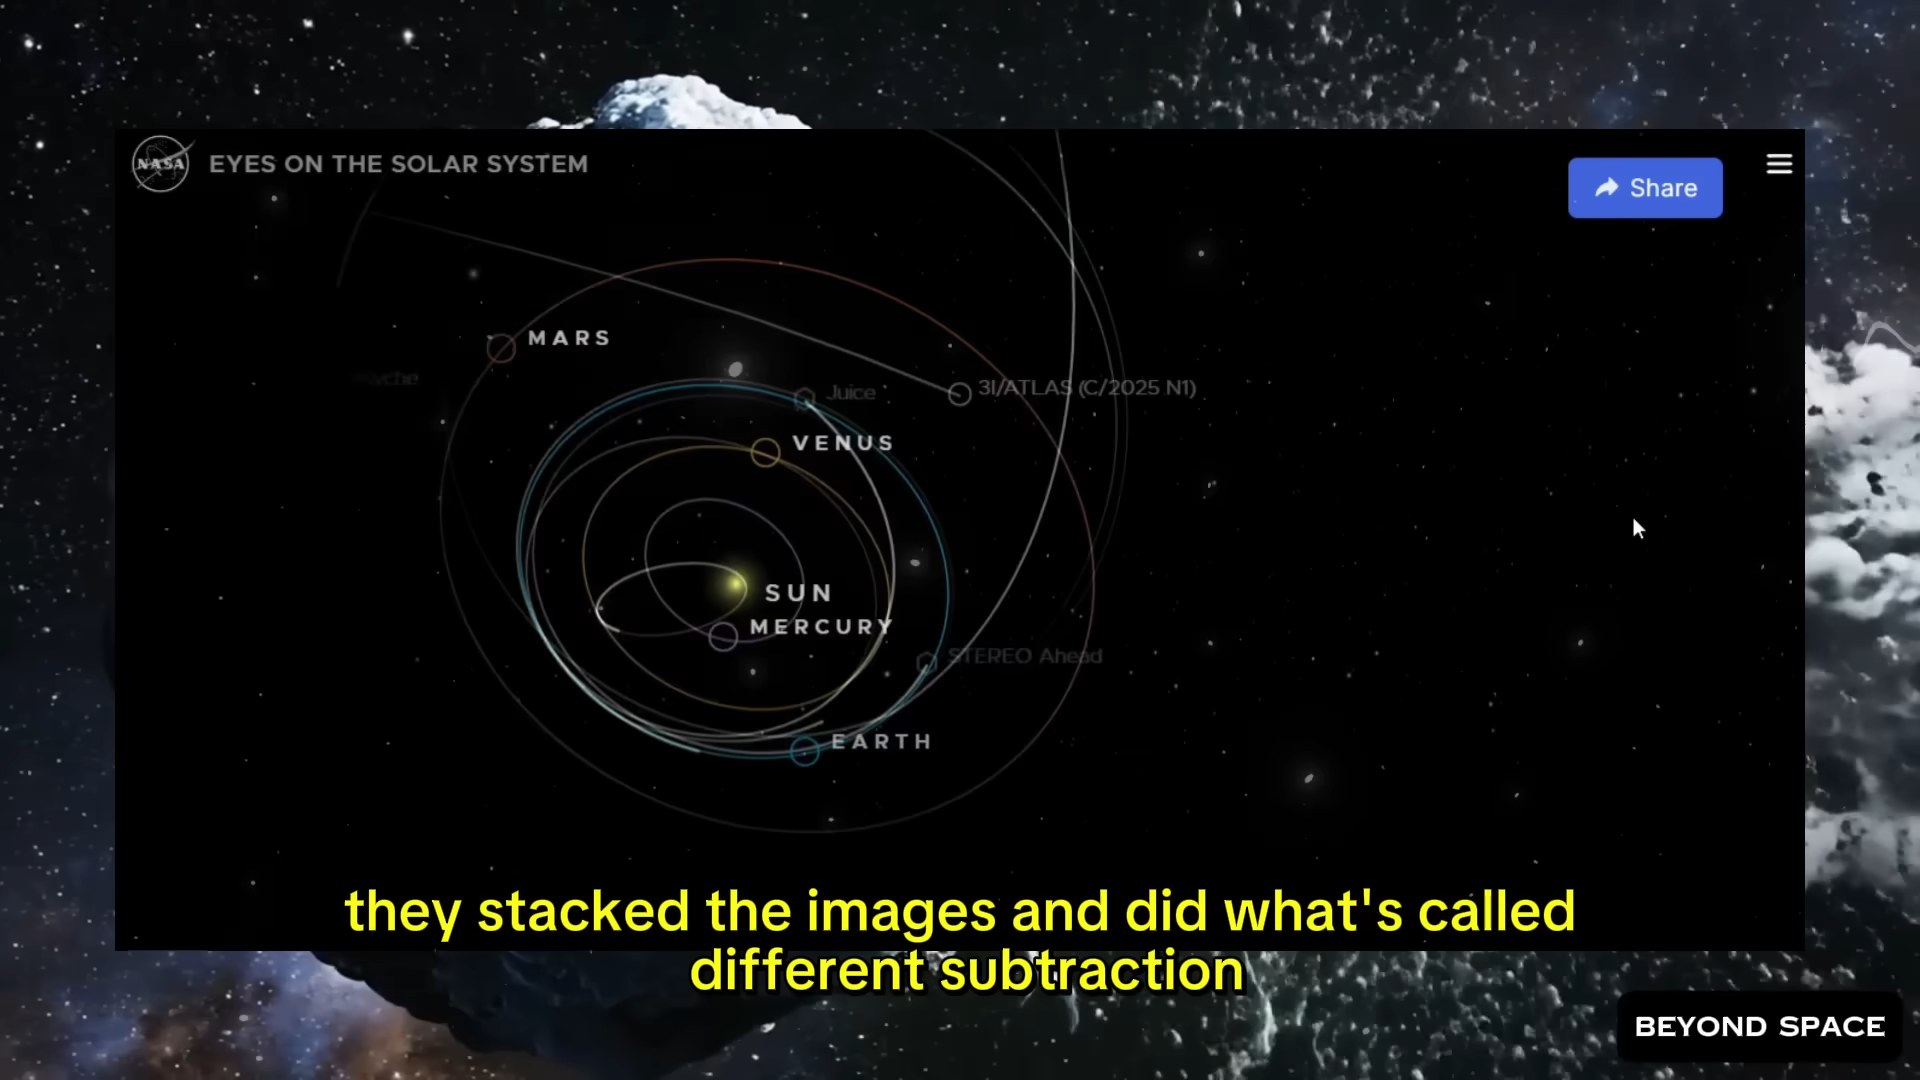 NASA
EYES ON THE SOLAR SYSTEM
Share
MARS
Juice
3I/ATLAS (C/2025 N1)
VENUS
SUN
MERCURY
STEREO Ahead
EARTH
they stacked the images and did what's called
different subtraction
BEYOND SPACE